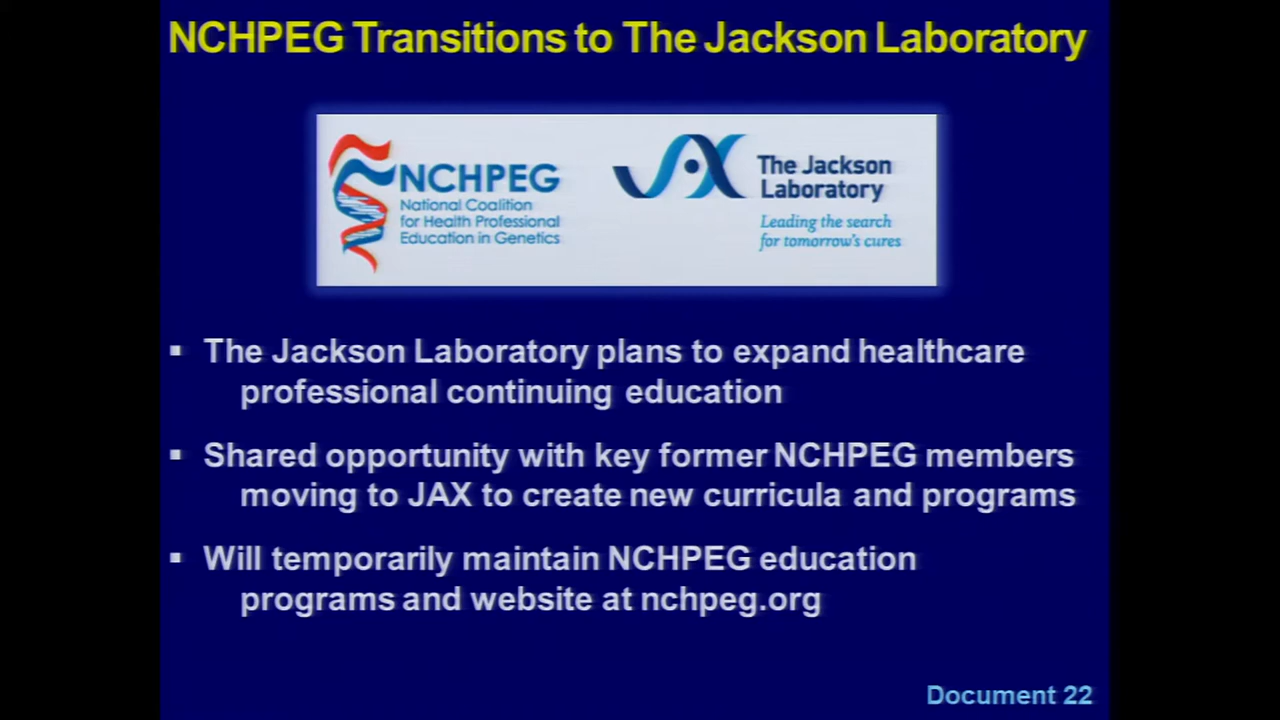 NCHPEG Transitions to The Jackson Laboratory
NCHPEG
National Coalition
for Health Professional
Education in Genetics
JAX
The Jackson
Laboratory
Leading the search
for tomorrow's cures
▪ The Jackson Laboratory plans to expand healthcare
professional continuing education
▪ Shared opportunity with key former NCHPEG members
moving to JAX to create new curricula and programs
▪ Will temporarily maintain NCHPEG education
programs and website at nchpeg.org
Document 22